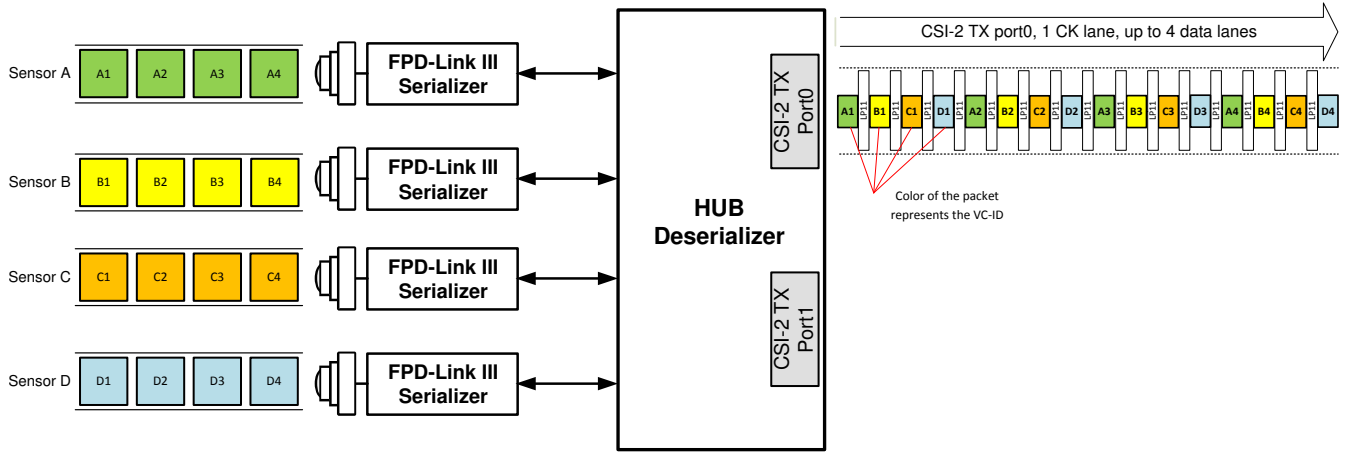 Sensor A
A1 A2 A3 A4
FPD-Link III
Serializer
Sensor B
B1 B2 B3 B4
FPD-Link III
Serializer
Sensor C
C1 C2 C3 C4
FPD-Link III
Serializer
Sensor D
D1 D2 D3 D4
FPD-Link III
Serializer
HUB
Deserializer
CSI-2 TX
Port0
CSI-2 TX
Port1
CSI-2 TX port0, 1 CK lane, up to 4 data lanes
A1 LP11 B1 LP11 C1 LP11 D1 LP11 A2 LP11 B2 LP11 C2 LP11 D2 LP11 A3 LP11 B3 LP11 C3 LP11 D3 LP11 A4 LP11 B4 LP11 C4 LP11 D4
Color of the packet
represents the VC-ID